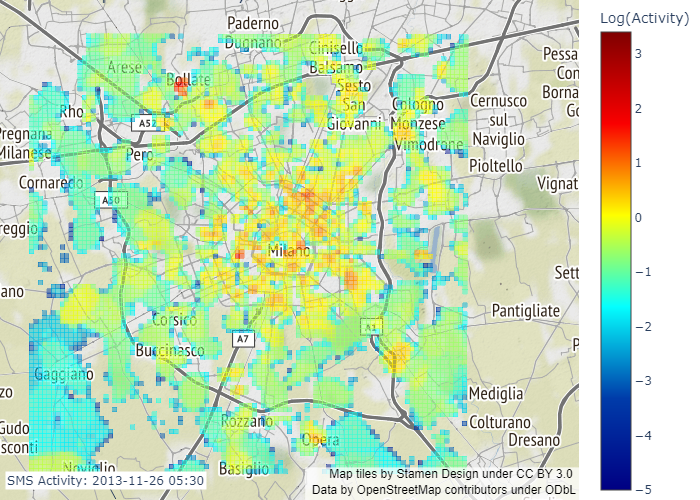 Log(Activity)
Paderno
Dugnano
Cinisello
Balsamo
Arese
Bollate
Sesto
San
Giovanni
Cologno
Monzese
Cernusco
sul
Naviglio
Pessa
Con
Borna
Go
Rho
A52
Pregnana
Milanese
Pero
Vimodrone
Pioltello
Vignat
Cornaredo
A50
reggio
Milano
Sett
ano
Corsico
A7
A1
Pantigliate
Buccinasco
P
Gaggiano
zo
Mediglia
Gudo
sconti
Rozzano
Opera
Colturano
Dresano
Noviglio
Basiglio
SMS Activity: 2013-11-26 05:30
Map tiles by Stamen Design under CC BY 3.0
Data by OpenStreetMap contributors under ODbL
3
2
1
0
−1
−2
−3
−4
−5